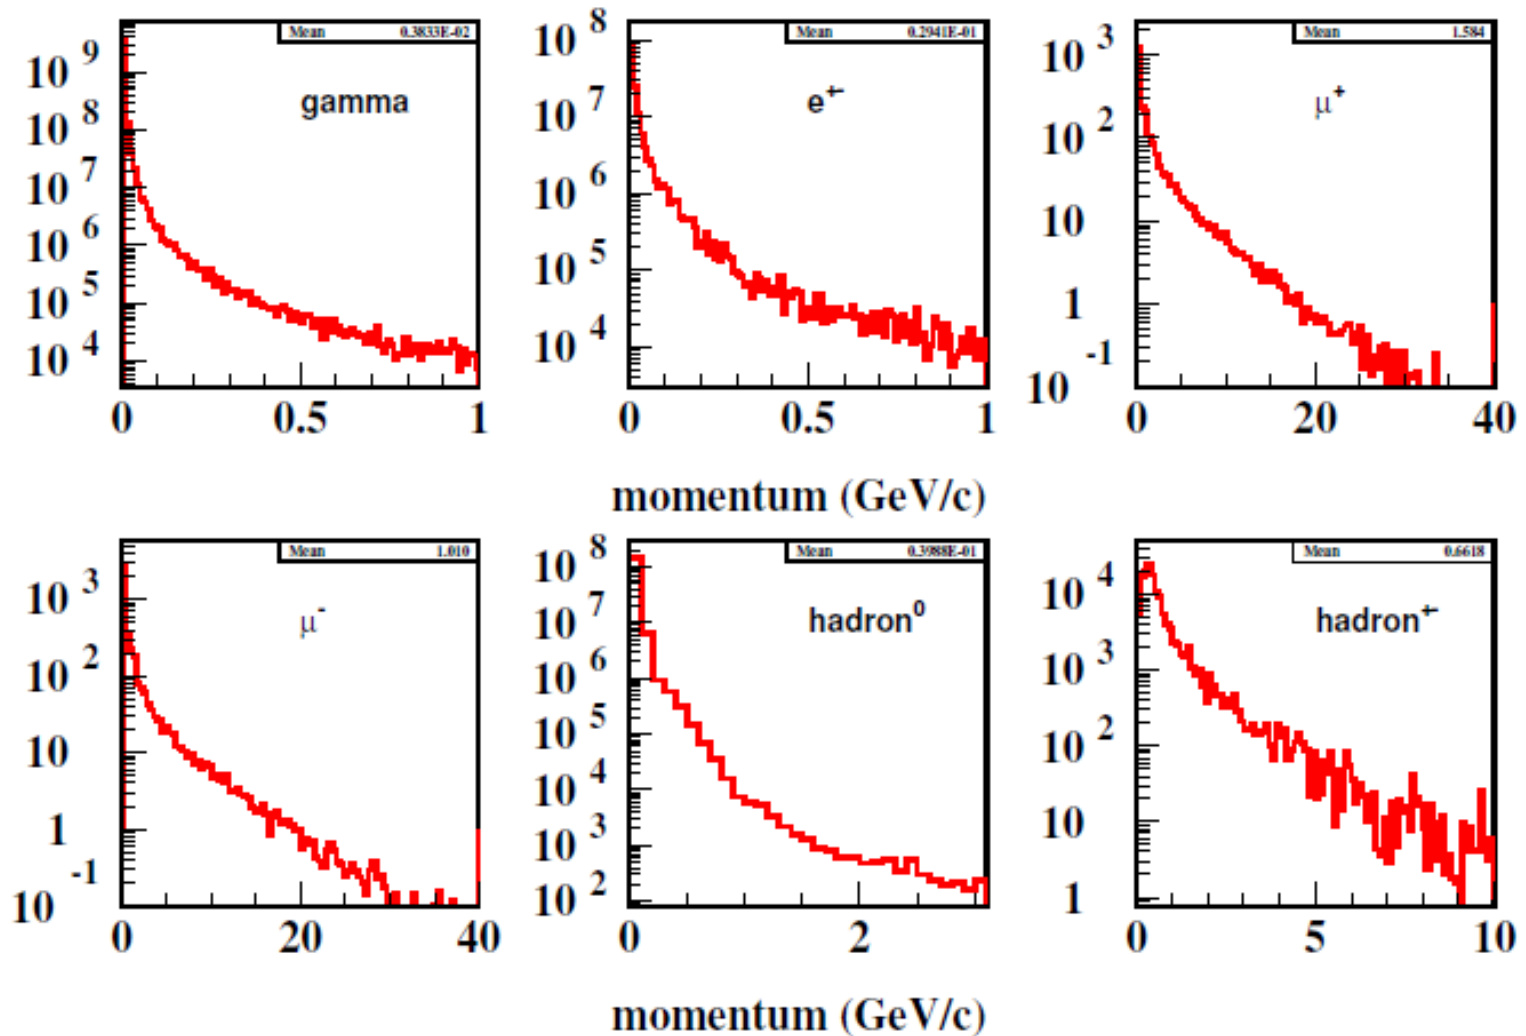 Mean 0.3833E-02
gamma
10^9
10^8
10^7
10^6
10^5
10^4
0 0.5 1
Mean 0.2941E-01
e^+-
10^8
10^7
10^6
10^5
10^4
0 0.5 1
Mean 1.584
μ^+
10^3
10^2
10
1
10^-1
0 20 40
momentum (GeV/c)
Mean 1.010
μ^-
10^3
10^2
10
1
10^-1
0 20 40
Mean 0.3988E-01
hadron^0
10^8
10^7
10^6
10^5
10^4
10^3
10^2
0 2
Mean 0.6618
hadron^+-
10^4
10^3
10^2
10
1
0 5 10
momentum (GeV/c)